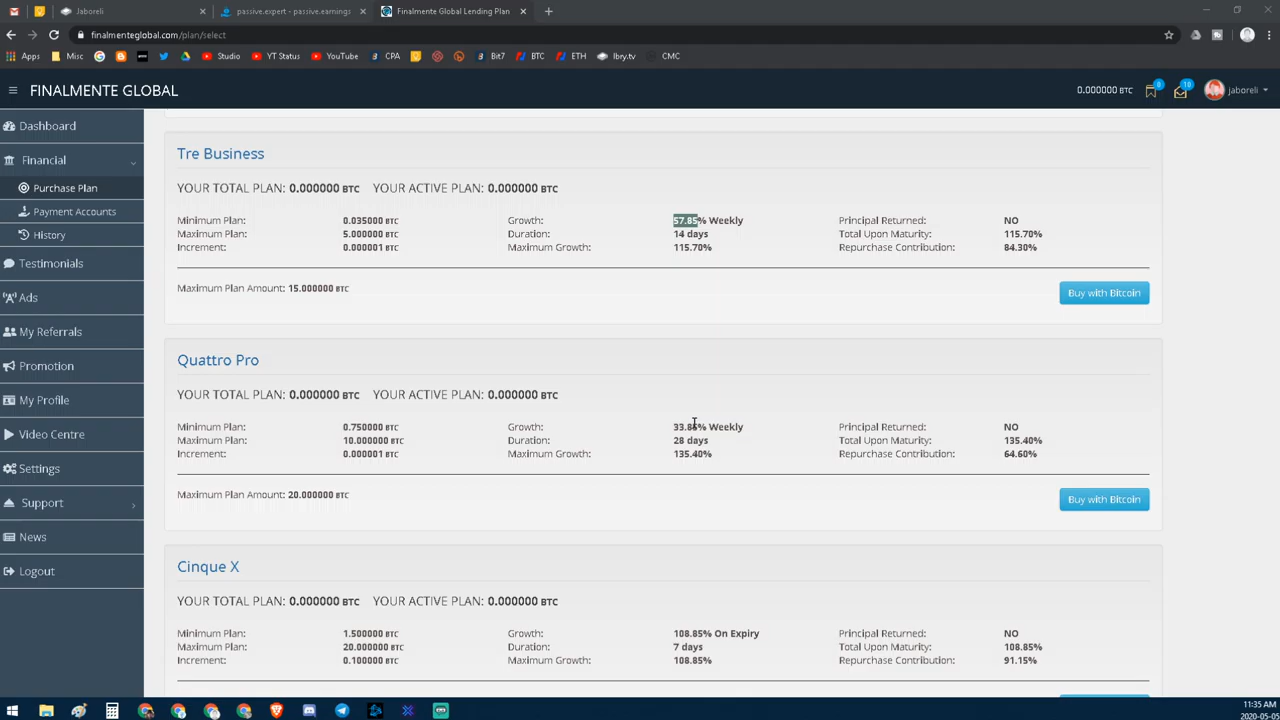 Jaboreli
passive.expert - passive.earnings
Finalmente Global Lending Plan
finalmenteglobal.com/plan/select
Apps Misc Studio YT Status YouTube CPA Bit7 BTC ETH lbry.tv CMC
FINALMENTE GLOBAL
0.000000 BTC
0
10
jaboreli
Dashboard
Financial
Purchase Plan
Payment Accounts
History
Testimonials
Ads
My Referrals
Promotion
My Profile
Video Centre
Settings
Support
News
Logout
Tre Business
YOUR TOTAL PLAN: 0.000000 BTC YOUR ACTIVE PLAN: 0.000000 BTC
Minimum Plan: 0.035000 BTC Growth: 57.85% Weekly Principal Returned: NO
Maximum Plan: 5.000000 BTC Duration: 14 days Total Upon Maturity: 115.70%
Increment: 0.000001 BTC Maximum Growth: 115.70% Repurchase Contribution: 84.30%
Maximum Plan Amount: 15.000000 BTC
Buy with Bitcoin
Quattro Pro
YOUR TOTAL PLAN: 0.000000 BTC YOUR ACTIVE PLAN: 0.000000 BTC
Minimum Plan: 0.750000 BTC Growth: 33.85% Weekly Principal Returned: NO
Maximum Plan: 10.000000 BTC Duration: 28 days Total Upon Maturity: 135.40%
Increment: 0.000001 BTC Maximum Growth: 135.40% Repurchase Contribution: 64.60%
Maximum Plan Amount: 20.000000 BTC
Buy with Bitcoin
Cinque X
YOUR TOTAL PLAN: 0.000000 BTC YOUR ACTIVE PLAN: 0.000000 BTC
Minimum Plan: 1.500000 BTC Growth: 108.85% On Expiry Principal Returned: NO
Maximum Plan: 20.000000 BTC Duration: 7 days Total Upon Maturity: 108.85%
Increment: 0.100000 BTC Maximum Growth: 108.85% Repurchase Contribution: 91.15%
11:35 AM
2020-05-05